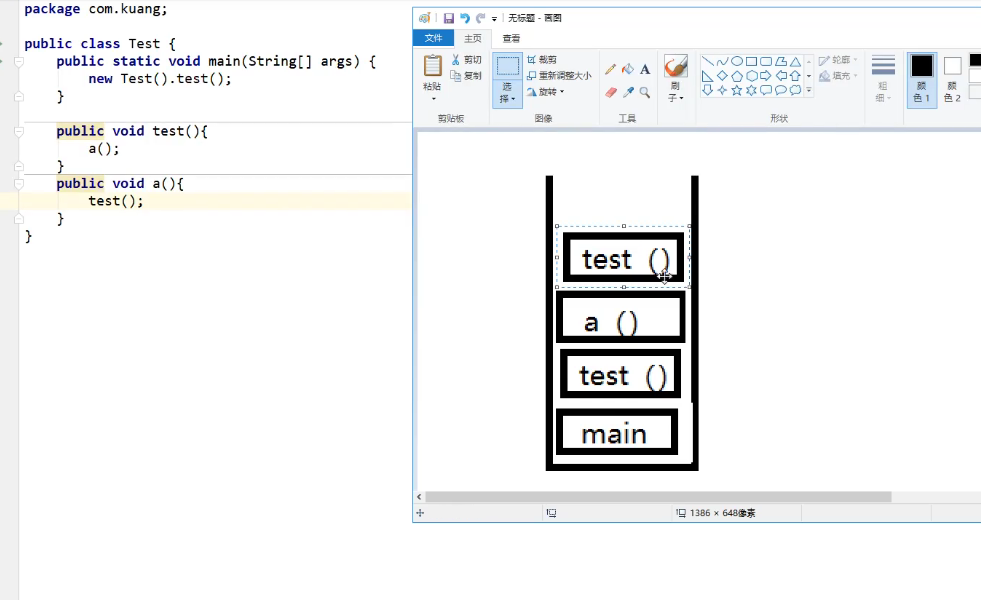 package com.kuang;
public class Test {
public static void main(String[] args) {
new Test().test();
}
public void test(){
a();
}
public void a(){
test();
}
}
无标题 - 画图
文件 主页 查看
粘贴
剪切
复制
剪贴板
选择
裁剪
重新调整大小
旋转
图像
A
工具
刷子
轮廓
填充
形状
粗细
颜色 1
颜色 2
test ()
a ()
test ()
main
1386 × 648像素